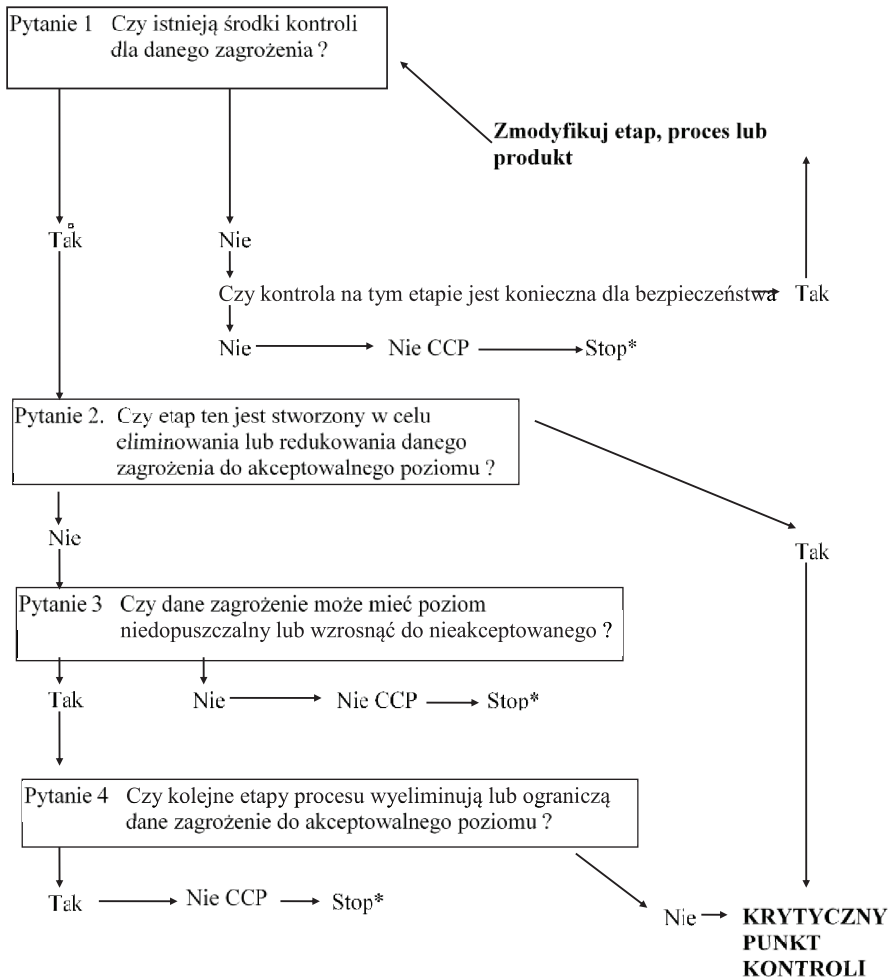 Pytanie 1 Czy istnieją środki kontroli
dla danego zagrożenia ?
Zmodyfikuj etap, proces lub
produkt
Tak
Nie
Czy kontrola na tym etapie jest konieczna dla bezpieczeństwa
Tak
Nie
Nie CCP
Stop*
Pytanie 2. Czy etap ten jest stworzony w celu
eliminowania lub redukowania danego
zagrożenia do akceptowalnego poziomu ?
Nie
Tak
Pytanie 3 Czy dane zagrożenie może mieć poziom
niedopuszczalny lub wzrosnąć do nieakceptowanego ?
Tak
Nie
Nie CCP
Stop*
Pytanie 4 Czy kolejne etapy procesu wyeliminują lub ograniczą
dane zagrożenie do akceptowalnego poziomu ?
Tak
Nie CCP
Stop*
Nie
KRYTYCZNY
PUNKT
KONTROLI